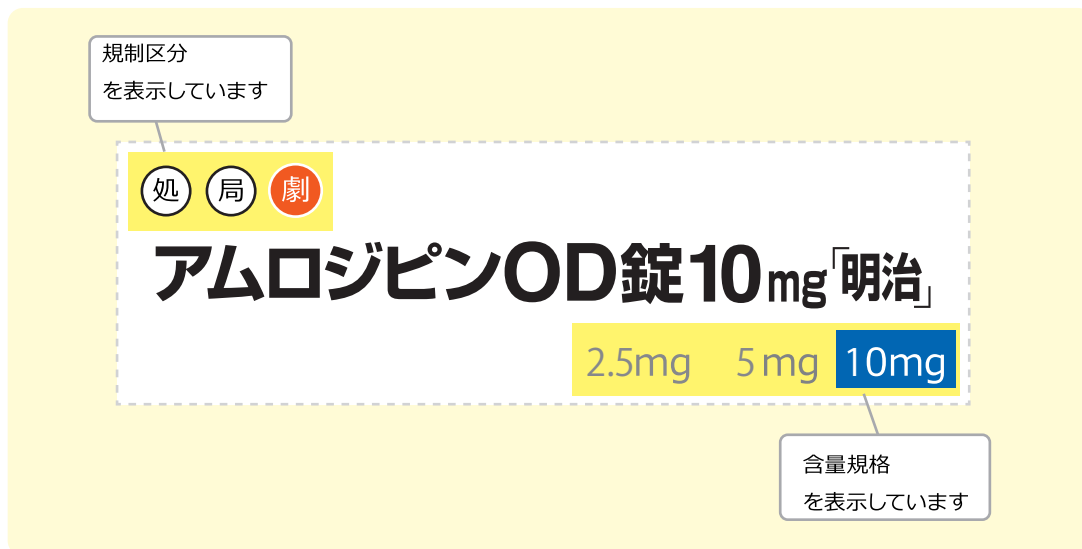 規制区分
を表示しています
処 局 劇
アムロジピンOD錠10mg「明治」
2.5mg 5mg 10mg
含量規格
を表示しています